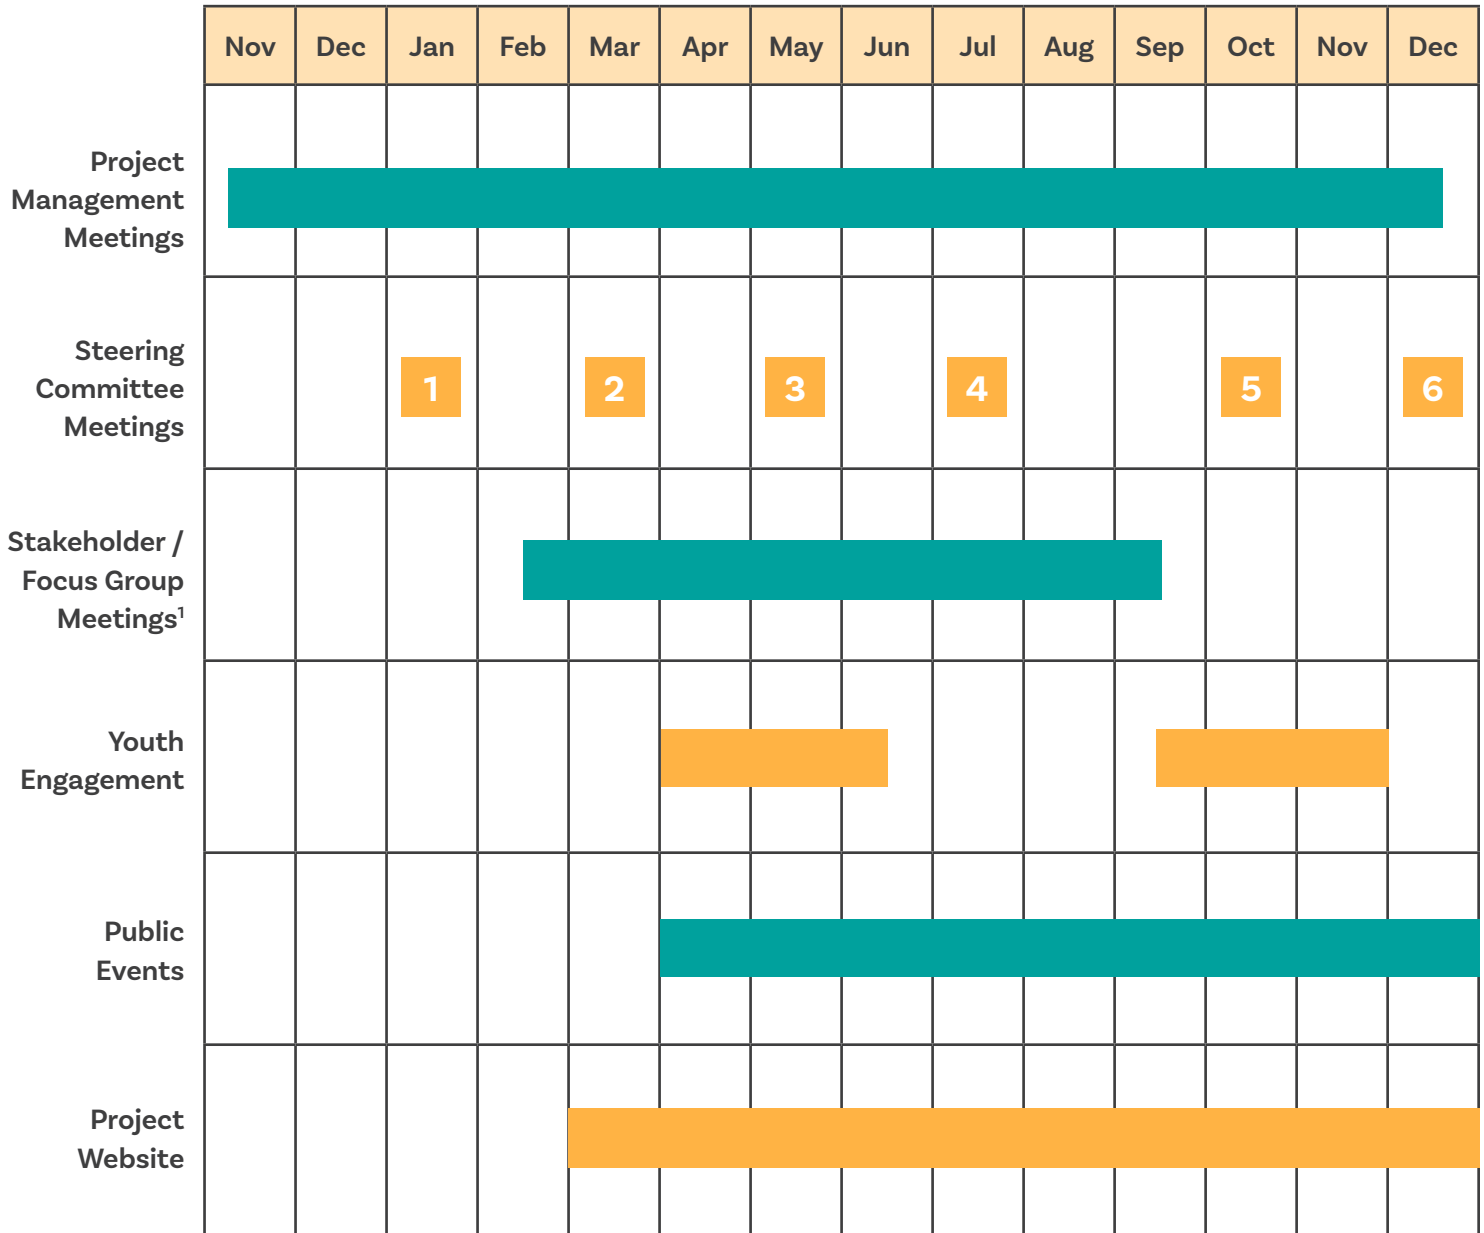 Nov Dec Jan Feb Mar Apr May Jun Jul Aug Sep Oct Nov Dec
Project
Management
Meetings
Steering
Committee
Meetings
1 2 3 4 5 6
Stakeholder /
Focus Group
Meetings¹
Youth
Engagement
Public
Events
Project
Website